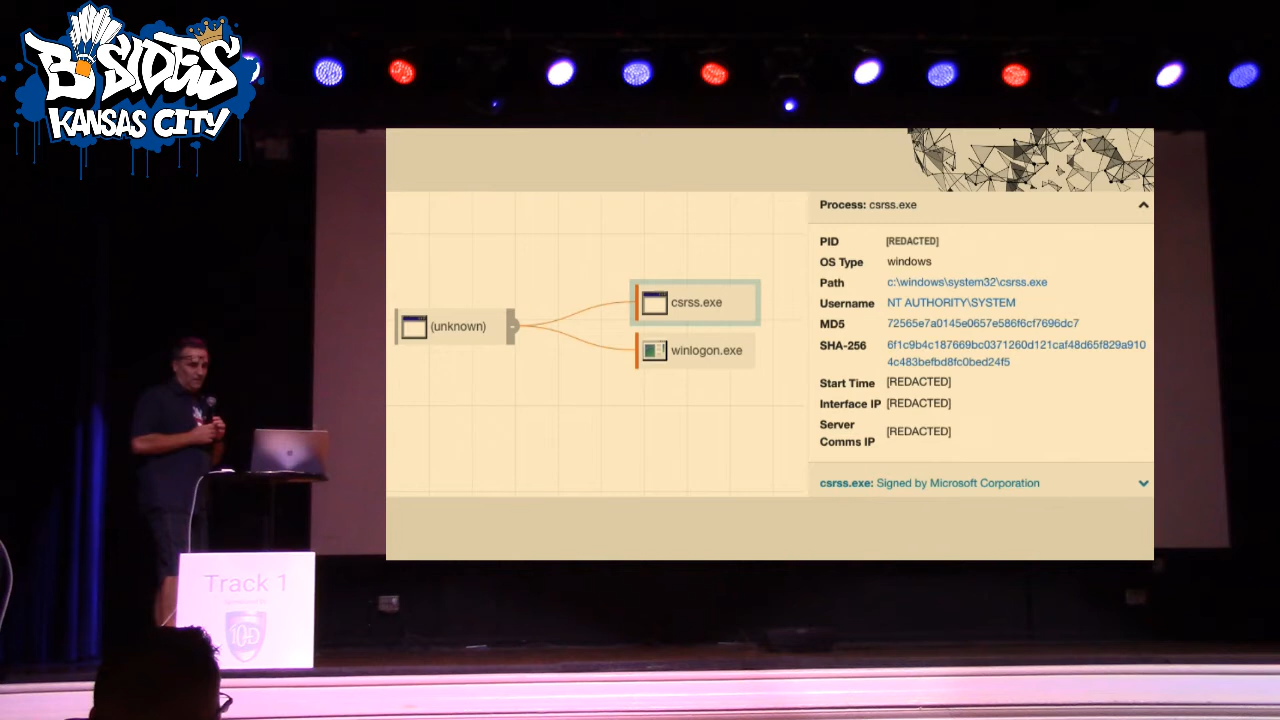 B-SIDES
KANSAS CITY
Process: csrss.exe
PID [REDACTED]
OS Type windows
Path c:\windows\system32\csrss.exe
Username NT AUTHORITY\SYSTEM
MD5 72565e7a0145e0657e586f6cf7696dc7
SHA-256 6f1c9b4c187669bc0371260d121caf48d65f829a910
4c483befbd8fc0bed24f5
Start Time [REDACTED]
Interface IP [REDACTED]
Server
Comms IP [REDACTED]
csrss.exe: Signed by Microsoft Corporation
(unknown)
csrss.exe
winlogon.exe
Track 1